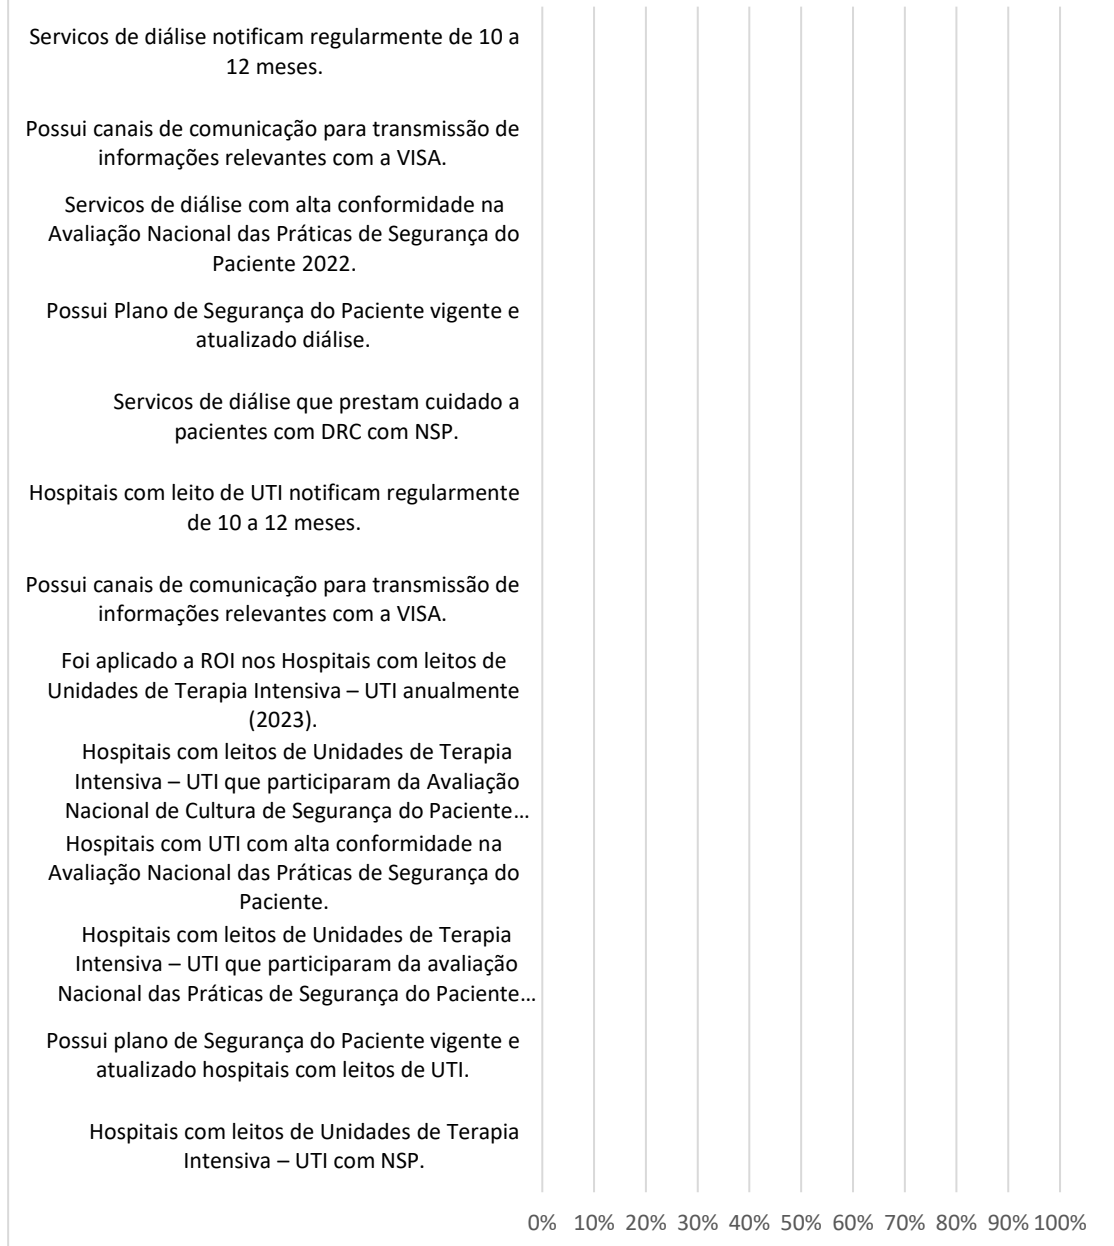 Servicos de diálise notificam regularmente de 10 a
12 meses.
Possui canais de comunicação para transmissão de
informações relevantes com a VISA.
Servicos de diálise com alta conformidade na
Avaliação Nacional das Práticas de Segurança do
Paciente 2022.
Possui Plano de Segurança do Paciente vigente e
atualizado diálise.
Servicos de diálise que prestam cuidado a
pacientes com DRC com NSP.
Hospitais com leito de UTI notificam regularmente
de 10 a 12 meses.
Possui canais de comunicação para transmissão de
informações relevantes com a VISA.
Foi aplicado a ROI nos Hospitais com leitos de
Unidades de Terapia Intensiva – UTI anualmente
(2023).
Hospitais com leitos de Unidades de Terapia
Intensiva – UTI que participaram da Avaliação
Nacional de Cultura de Segurança do Paciente…
Hospitais com UTI com alta conformidade na
Avaliação Nacional das Práticas de Segurança do
Paciente.
Hospitais com leitos de Unidades de Terapia
Intensiva – UTI que participaram da avaliação
Nacional das Práticas de Segurança do Paciente…
Possui plano de Segurança do Paciente vigente e
atualizado hospitais com leitos de UTI.
Hospitais com leitos de Unidades de Terapia
Intensiva – UTI com NSP.
0% 10% 20% 30% 40% 50% 60% 70% 80% 90% 100%